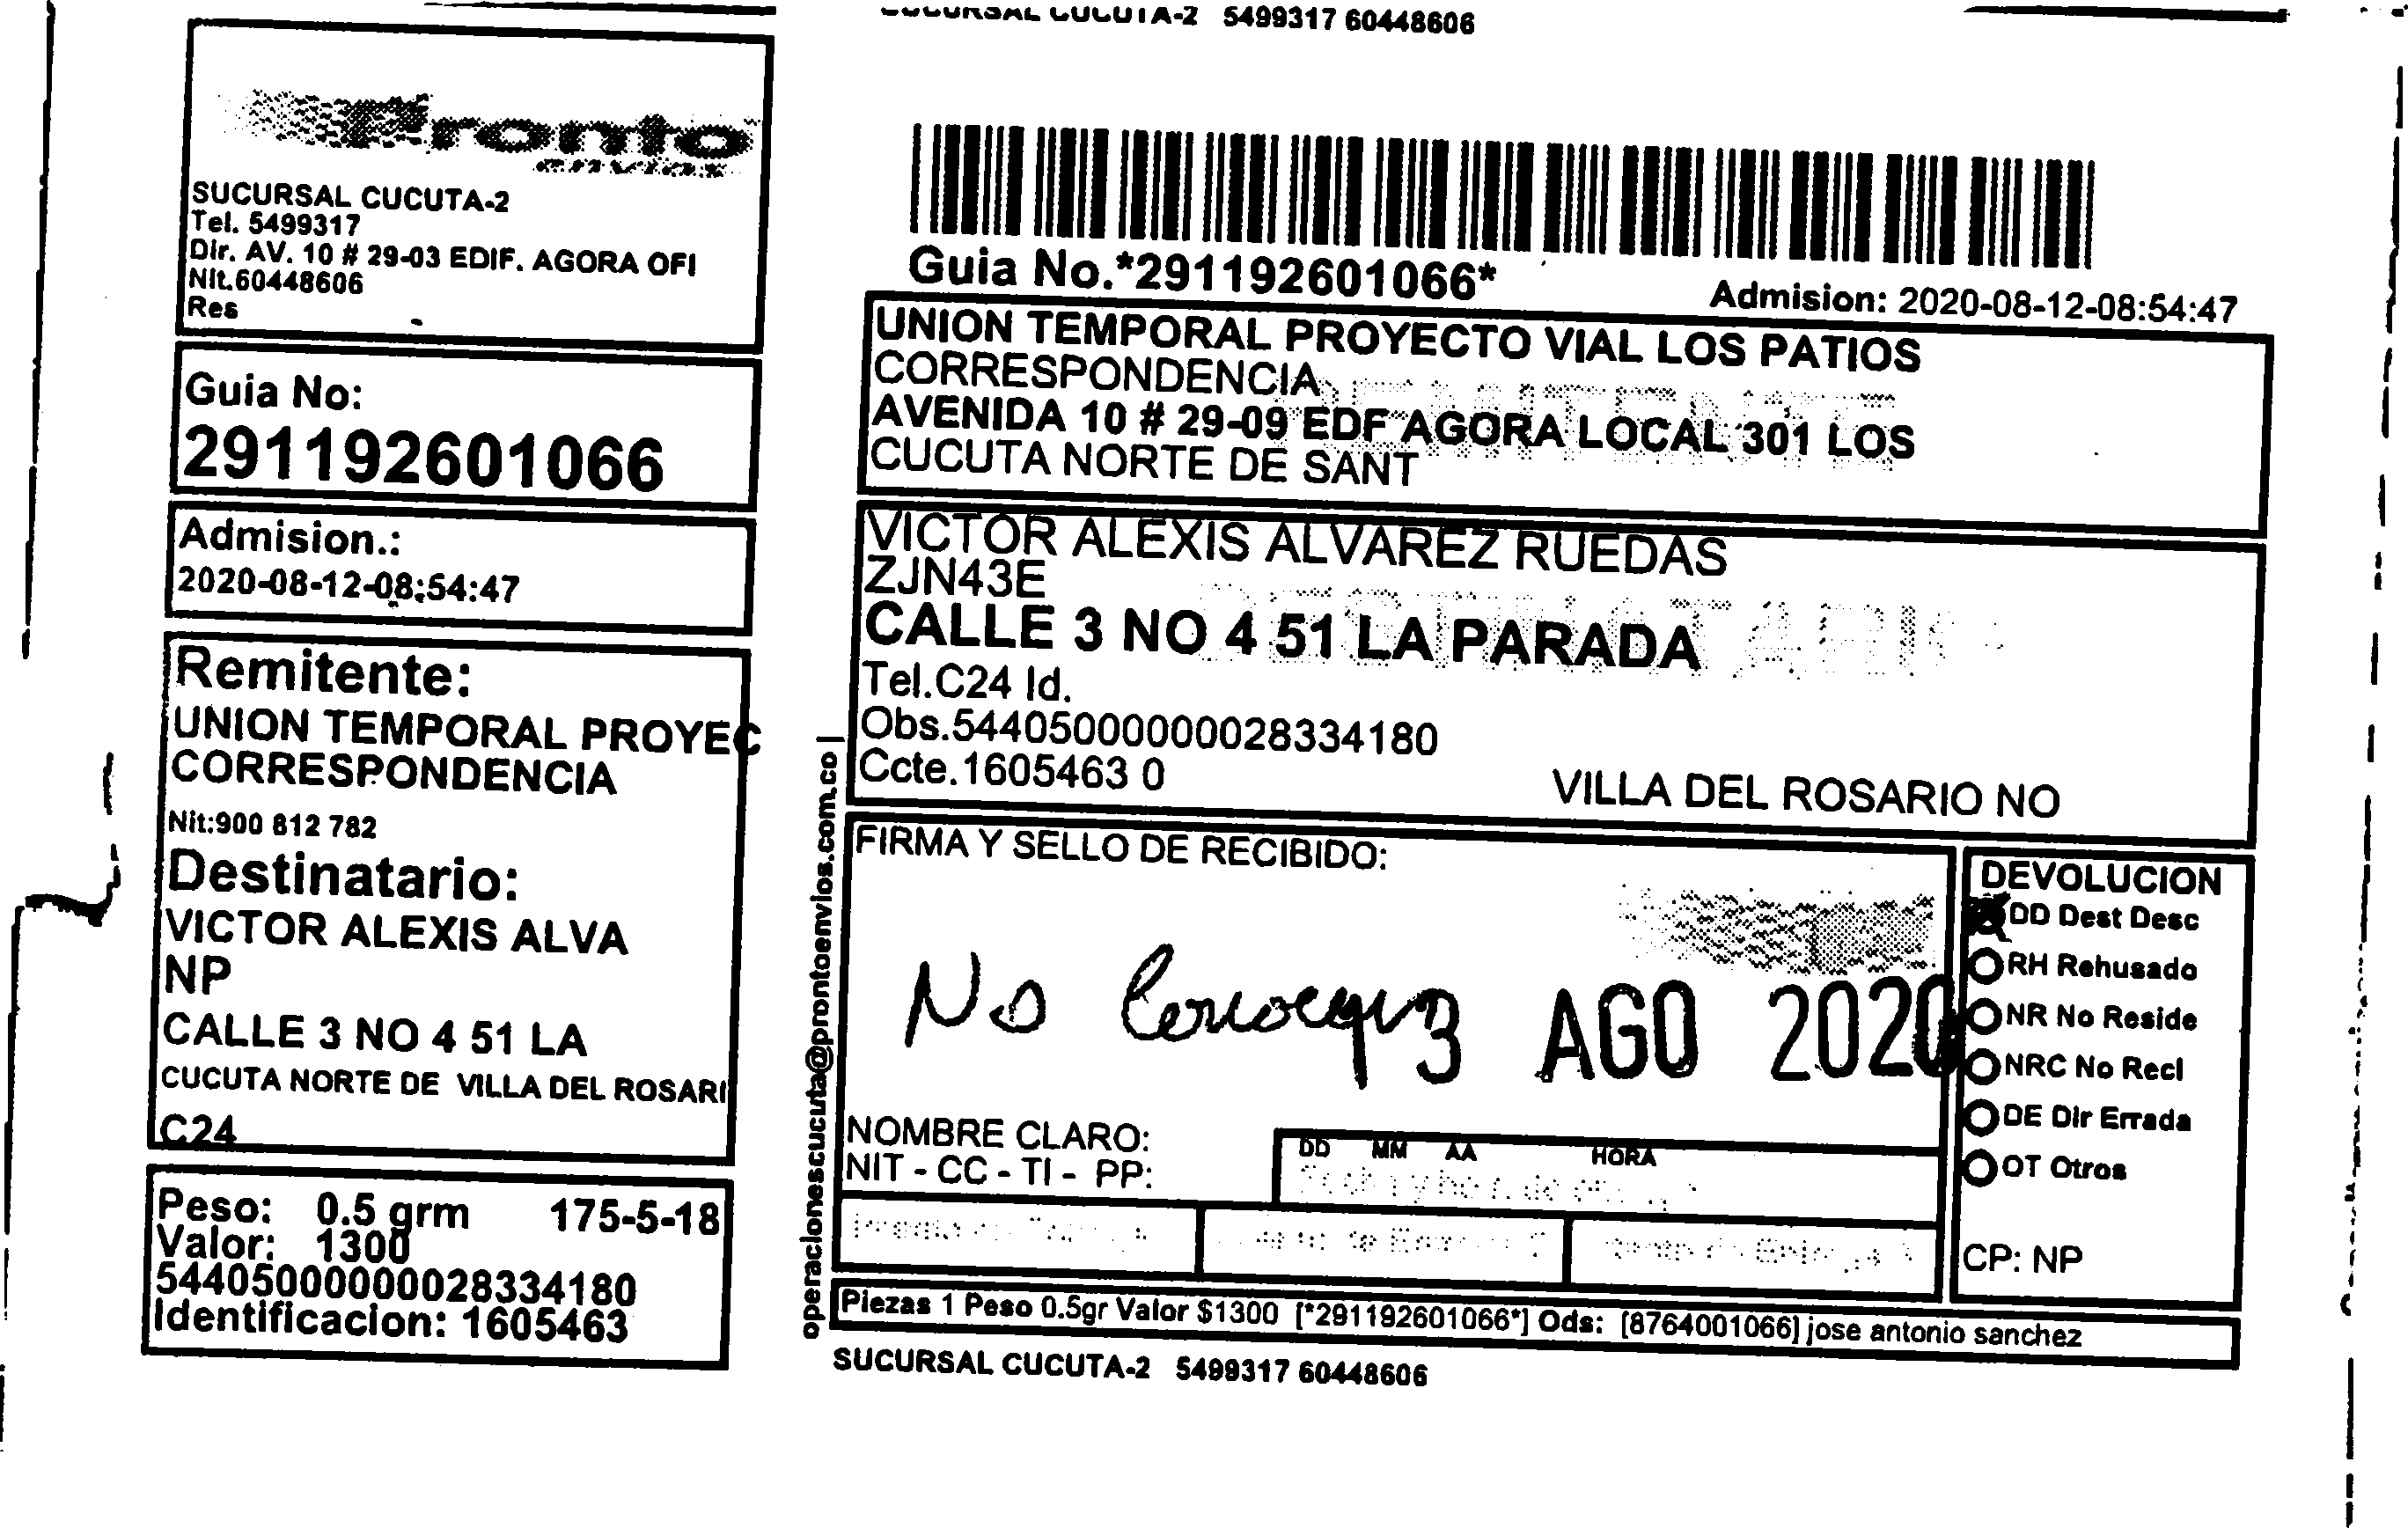 SUCURSAL CUCUTA-2 5499317 60448606
Pronto
envios
SUCURSAL CUCUTA-2
Tel. 5499317
Dir. AV. 10 # 29-03 EDIF. AGORA OFI
Nit.60448606
Res
Guia No:
291192601066
Admision.:
2020-08-12-08:54:47
Remitente:
UNION TEMPORAL PROYEC
CORRESPONDENCIA
Nit:900 812 782
Destinatario:
VICTOR ALEXIS ALVA
NP
CALLE 3 NO 4 51 LA
CUCUTA NORTE DE VILLA DEL ROSARI
C24
Peso: 0.5 grm 175-5-18
Valor: 1300
544050000000028334180
Identificacion: 1605463
Guia No.*291192601066*
Admision: 2020-08-12-08:54:47
UNION TEMPORAL PROYECTO VIAL LOS PATIOS
CORRESPONDENCIA
REMITENTE
AVENIDA 10 # 29-09 EDF AGORA LOCAL 301 LOS
CUCUTA NORTE DE SANT
VICTOR ALEXIS ALVAREZ RUEDAS
ZJN43E
DESTINATARIO
CALLE 3 NO 4 51 LA PARADA
Tel.C24 Id.
Obs.544050000000028334180
Ccte.1605463 0
VILLA DEL ROSARIO NO
operacionescucuta@prontoenvios.com.co |
FIRMA Y SELLO DE RECIBIDO:
No
3 AGO 2020
NOMBRE CLARO:
NIT - CC - TI - PP:
DD MM AA HORA
DEVOLUCION
DD Dest Desc
RH Rehusado
NR No Reside
NRC No Recl
DE Dir Errada
OT Otros
CP: NP
Piezas 1 Peso 0.5gr Valor $1300 [*291192601066*] Ods: [8764001066] jose antonio sanchez
SUCURSAL CUCUTA-2 5499317 60448606